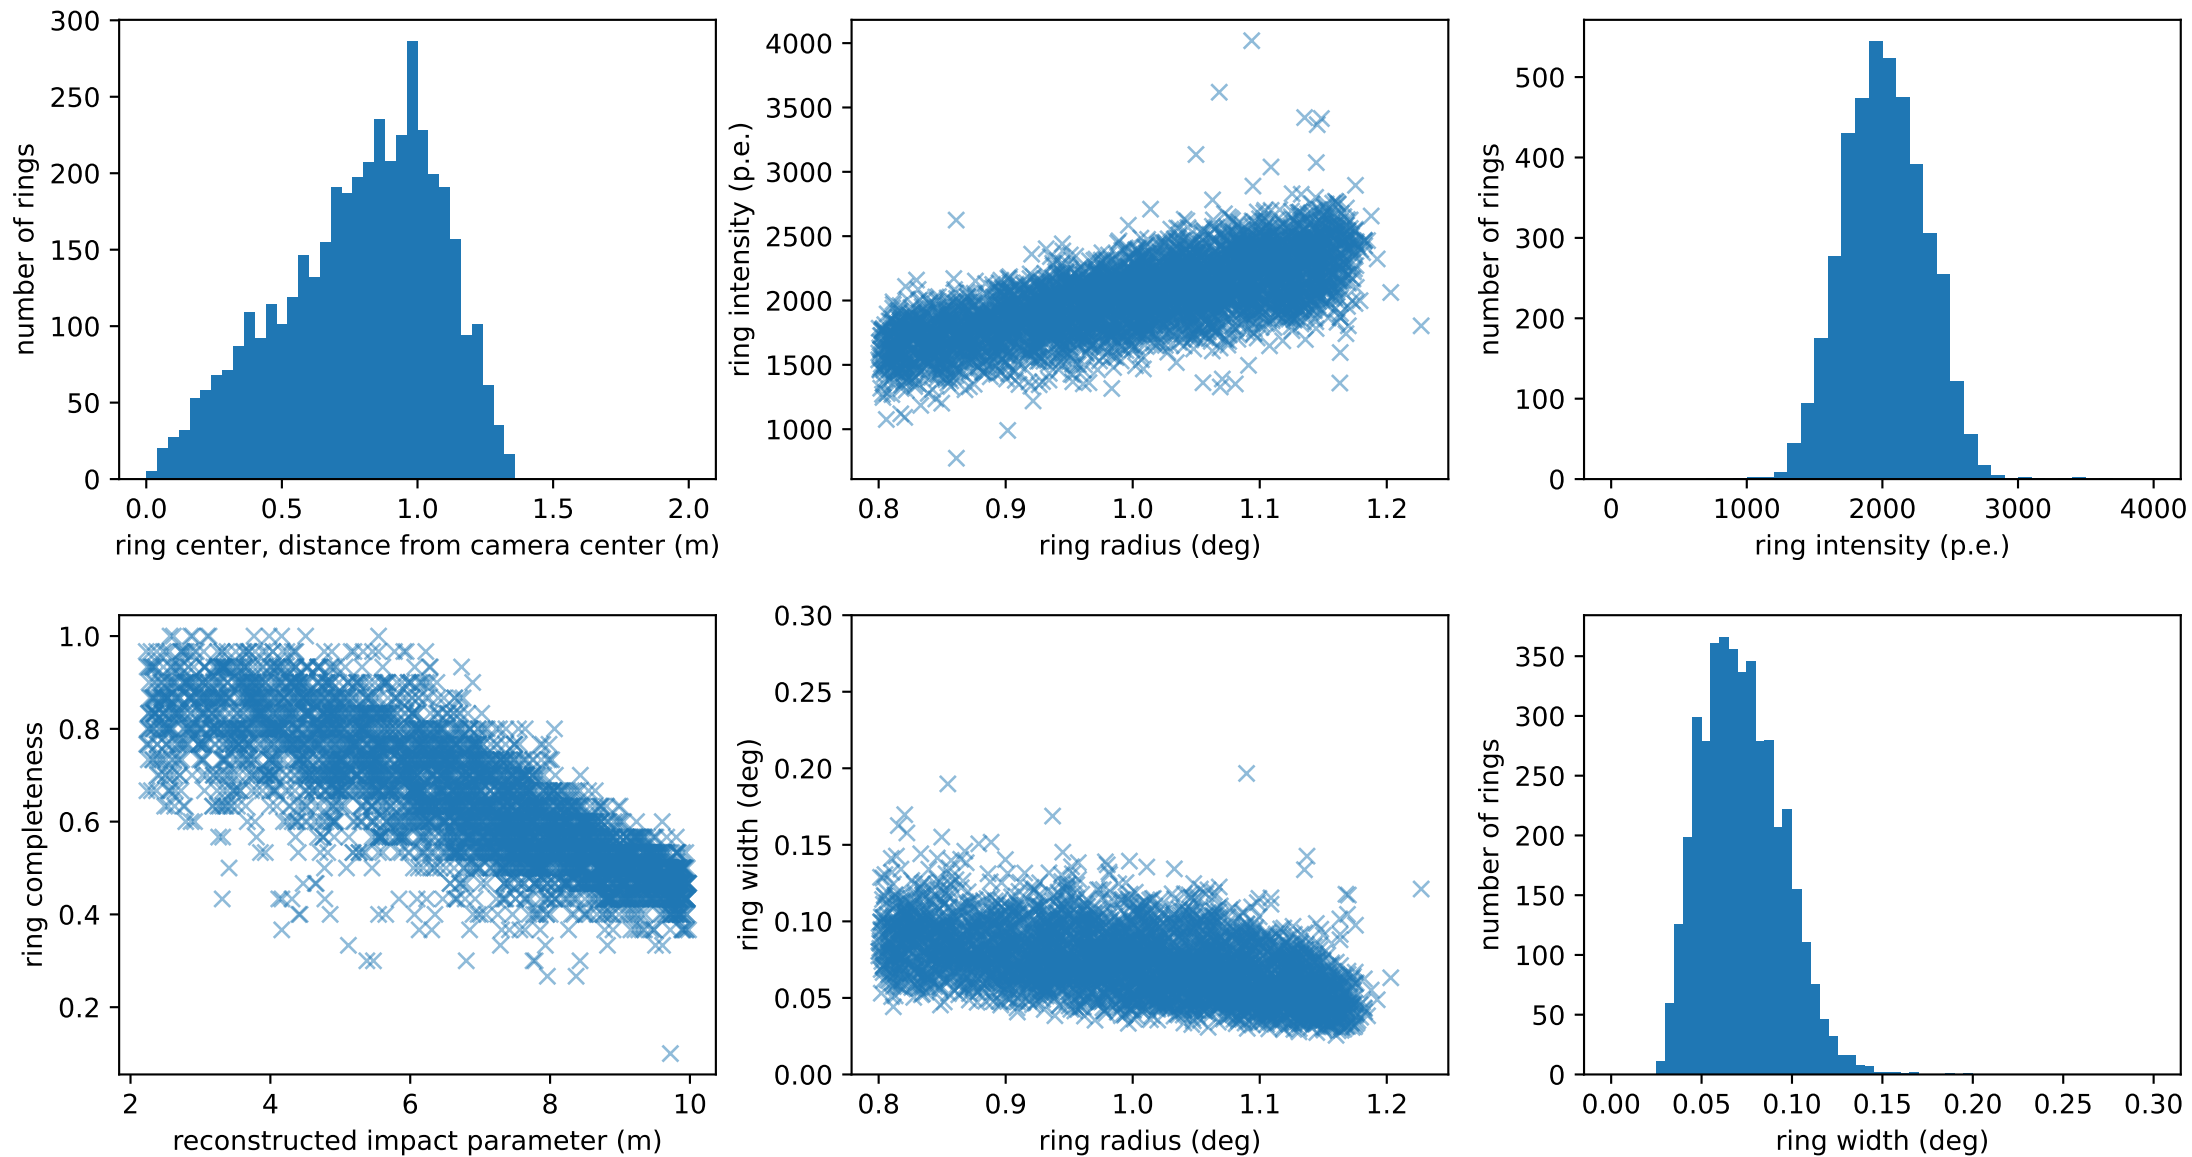 300
250
200
150
100
50
0
number of rings
0.0 0.5 1.0 1.5 2.0
ring center, distance from camera center (m)
4000
3500
3000
2500
2000
1500
1000
ring intensity (p.e.)
0.8 0.9 1.0 1.1 1.2
ring radius (deg)
500
400
300
200
100
0
number of rings
0 1000 2000 3000 4000
ring intensity (p.e.)
1.0
0.8
0.6
0.4
0.2
ring completeness
2 4 6 8 10
reconstructed impact parameter (m)
0.30
0.25
0.20
0.15
0.10
0.05
0.00
ring width (deg)
0.8 0.9 1.0 1.1 1.2
ring radius (deg)
350
300
250
200
150
100
50
0
number of rings
0.00 0.05 0.10 0.15 0.20 0.25 0.30
ring width (deg)